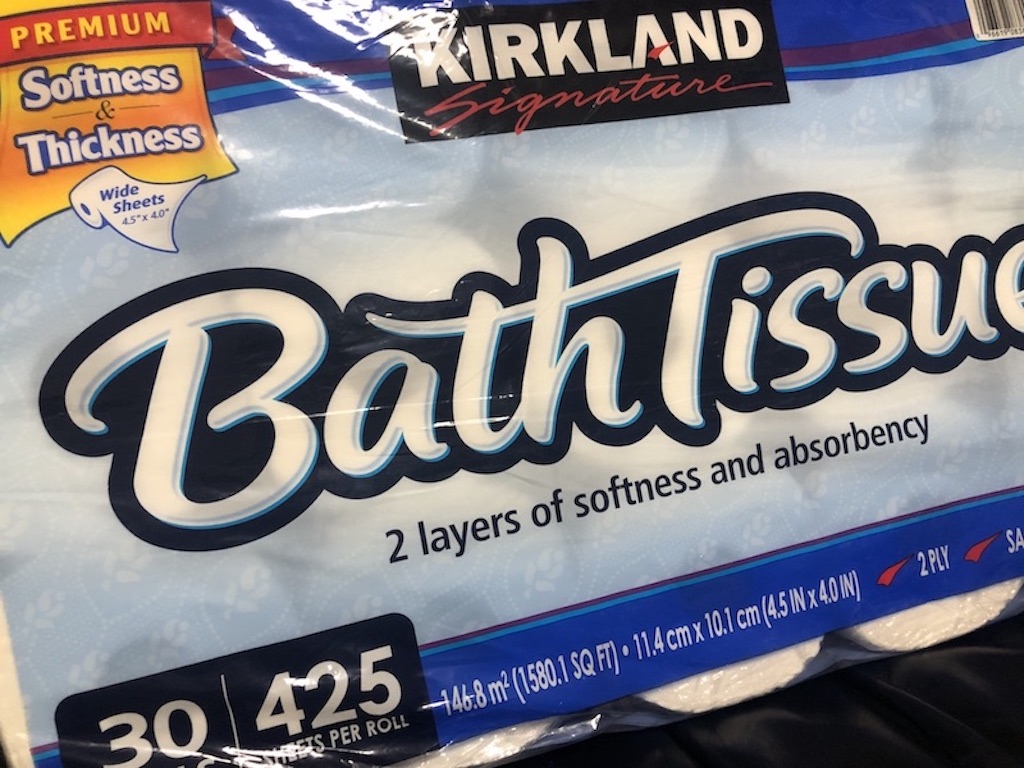 PREMIUM
Softness
&
Thickness
Wide
Sheets
4.5" x 4.0"
KIRKLAND
Signature
Bath Tissue
2 layers of softness and absorbency
146.8 m² (1580.1 SQ FT) • 11.4 cm x 10.1 cm (4.5 IN x 4.0 IN)
2 PLY
30
425
SHEETS PER ROLL